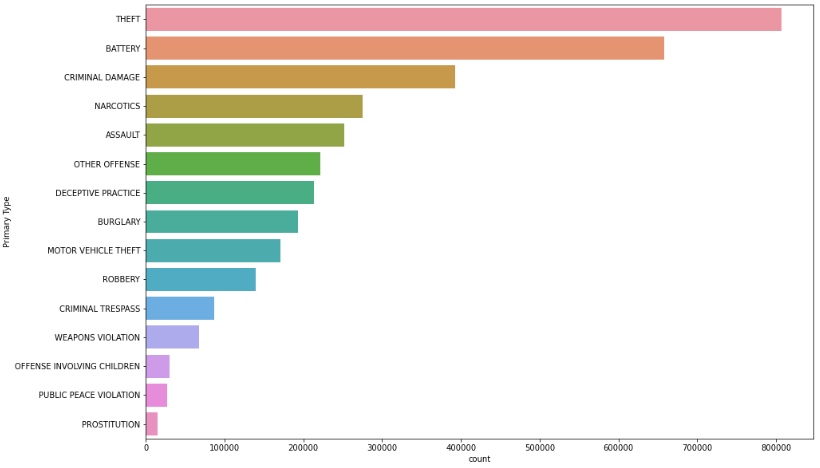 THEFT
BATTERY
CRIMINAL DAMAGE
NARCOTICS
ASSAULT
OTHER OFFENSE
DECEPTIVE PRACTICE
BURGLARY
MOTOR VEHICLE THEFT
ROBBERY
CRIMINAL TRESPASS
WEAPONS VIOLATION
OFFENSE INVOLVING CHILDREN
PUBLIC PEACE VIOLATION
PROSTITUTION
Primary Type
0 100000 200000 300000 400000 500000 600000 700000 800000
count